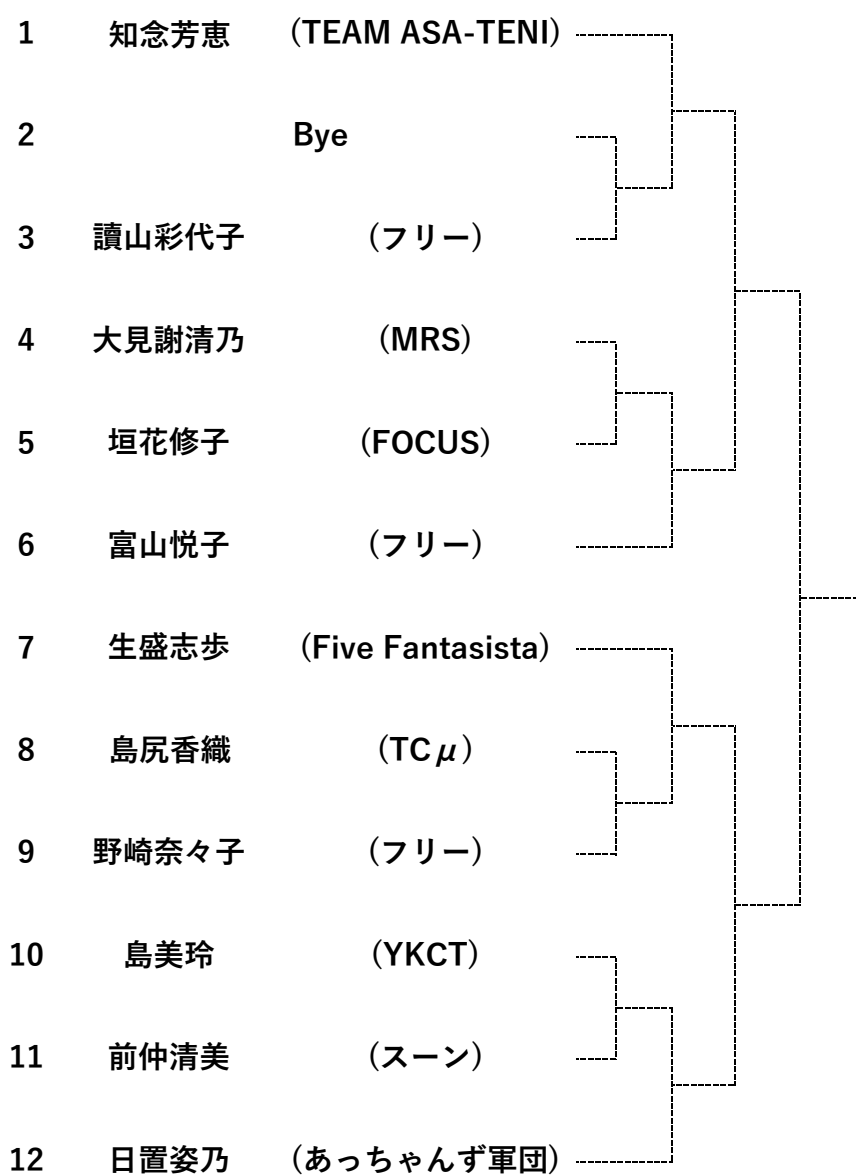 1 知念芳恵 (TEAM ASA-TENI)
2 Bye
3 讀山彩代子 (フリー)
4 大見謝清乃 (MRS)
5 垣花修子 (FOCUS)
6 富山悦子 (フリー)
7 生盛志歩 (Five Fantasista)
8 島尻香織 (TCμ)
9 野崎奈々子 (フリー)
10 島美玲 (YKCT)
11 前仲清美 (スーン)
12 日置姿乃 (あっちゃんず軍団)